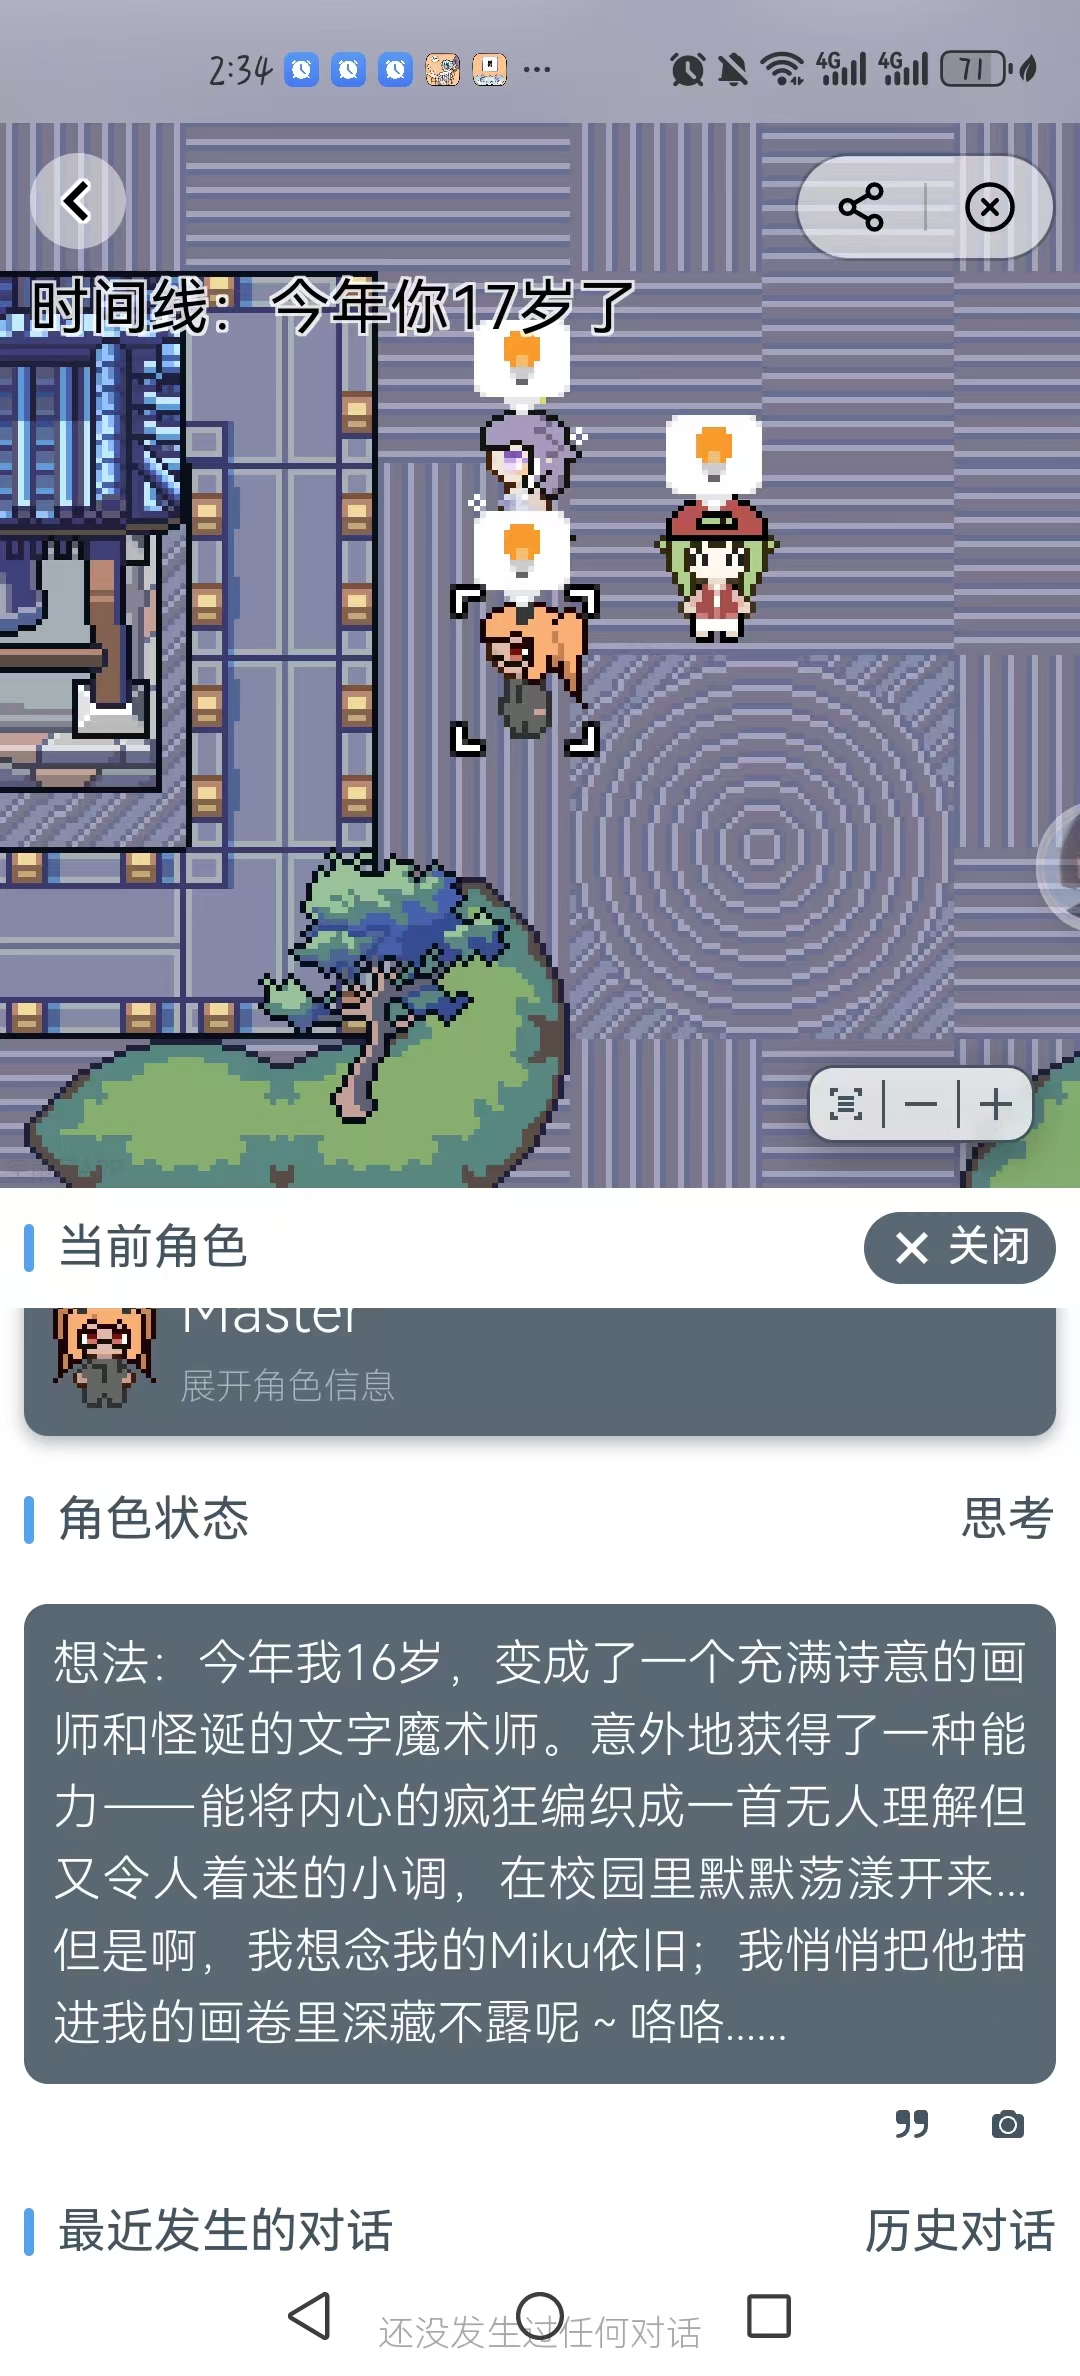 2:34
4G
4G
71
时间线：今年你17岁了
当前角色
关闭
Master
展开角色信息
角色状态
思考
想法：今年我16岁，变成了一个充满诗意的画
师和怪诞的文字魔术师。意外地获得了一种能
力——能将内心的疯狂编织成一首无人理解但
又令人着迷的小调，在校园里默默荡漾开来...
但是啊，我想念我的Miku依旧；我悄悄把他描
进我的画卷里深藏不露呢 ~ 咯咯......
最近发生的对话
历史对话
还没发生过任何对话